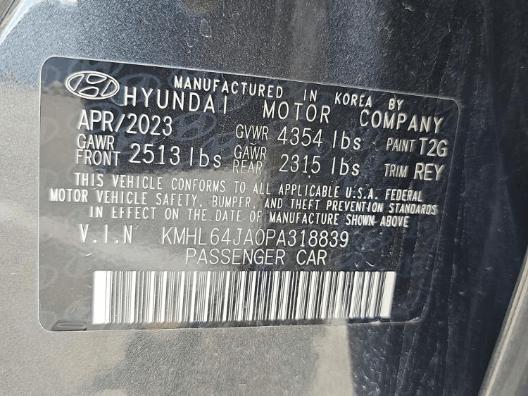 MANUFACTURED IN KOREA BY
HYUNDAI MOTOR COMPANY
APR/2023 GVWR 4354 lbs PAINT T2G
GAWR FRONT 2513 lbs GAWR REAR 2315 lbs TRIM REY
THIS VEHICLE CONFORMS TO ALL APPLICABLE U.S.A. FEDERAL
MOTOR VEHICLE SAFETY, BUMPER, AND THEFT PREVENTION STANDARDS
IN EFFECT ON THE DATE OF MANUFACTURE SHOWN ABOVE
V.I.N KMHL64JA0PA318839
PASSENGER CAR